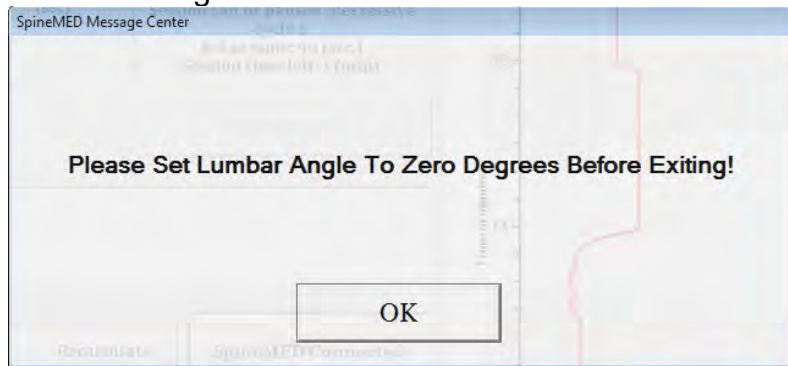 SpineMED Message Center
Please Set Lumbar Angle To Zero Degrees Before Exiting!
OK
Recalibrate
SpineMED Connected